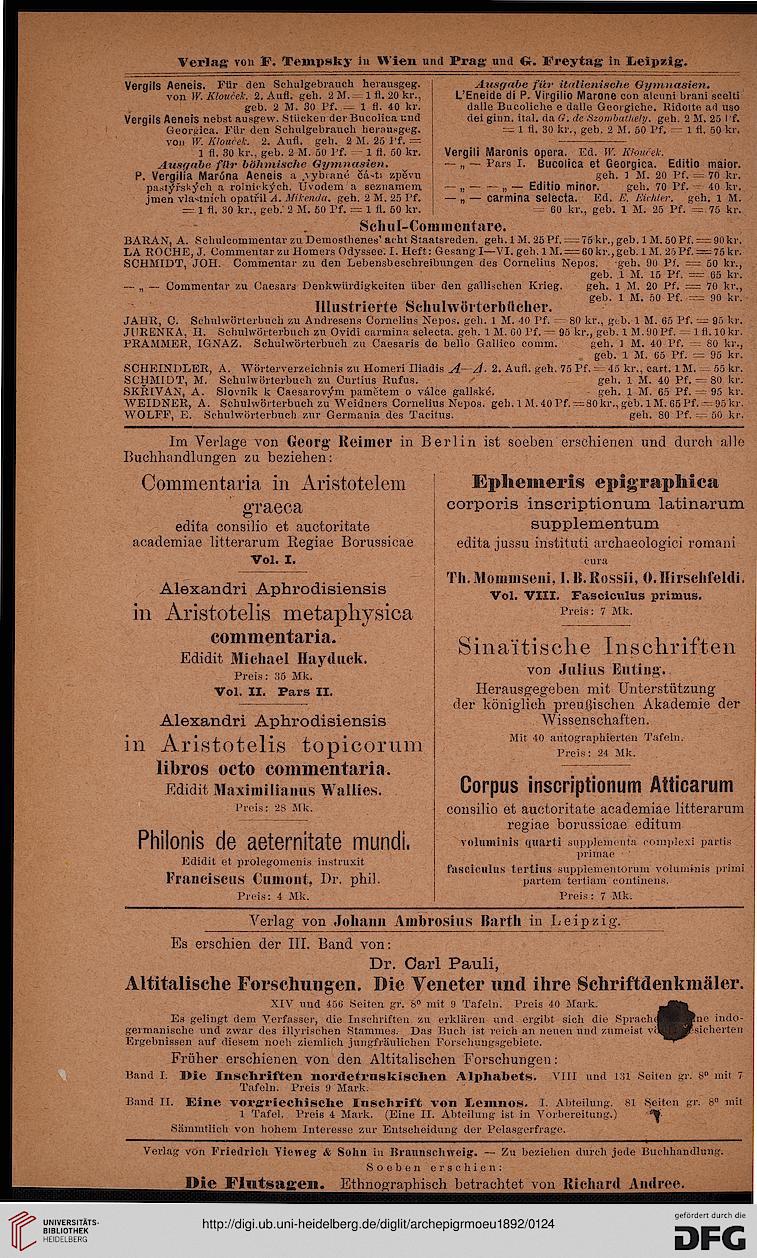 Verlag von F. Tempsky in Wien und Prag und G. Freytag in Leipzig.
Vergils Aeneis. Für den Schulgebrauch herausgeg.
von W. Klouček. 2. Aufl. geh. 2 M. = 1 fl. 20 kr.,
geb. 2 M. 30 Pf. = 1 fl. 40 kr.
Vergils Aeneis nebst ausgew. Stücken der Bucolica und
Georgica. Für den Schulgebrauch herausgeg.
von W. Klouček. 2. Aufl. geh. 2 M. 25 Pf. =
1 fl. 30 kr., geb. 2 M. 50 Pf. = 1 fl. 50 kr.
Ausgabe für böhmische Gymnasien.
P. Vergilia Maróna Aeneis a vybrané části zpěvu
pastýřských a rolnických. Úvodem a seznamem
jmen vlastních opatřil A. Mikenda. geh. 2 M. 25 Pf.
= 1 fl. 30 kr., geb. 2 M. 50 Pf. = 1 fl. 50 kr.
Ausgabe für italienische Gymnasien.
L'Eneide di P. Virgilio Marone con alcuni brani scelti
dalle Bucoliche e dalle Georgiche. Ridotte ad uso
dei ginn. ital. da G. de Szombathely. geh. 2 M. 25 Pf.
= 1 fl. 30 kr., geb. 2 M. 50 Pf. = 1 fl. 50 kr.
Vergili Maronis opera. Ed. W. Klouček.
— „ — Pars I. Bucolica et Georgica. Editio maior.
geh. 1 M. 20 Pf. = 70 kr.
— „ — — „ — Editio minor. geh. 70 Pf. = 40 kr.
— „ — carmina selecta. Ed. E. Eichler. geh. 1 M.
= 60 kr., geb. 1 M. 25 Pf. = 75 kr.
Schul-Commentare.
BARAN, A. Schulcommentar zu Demosthenes' acht Staatsreden. geh. 1 M. 25 Pf. = 75 kr., geb. 1 M. 50 Pf. = 90 kr.
LA ROCHE, J. Commentar zu Homers Odyssee. I. Heft: Gesang I—VI. geh. 1 M. = 60 kr., geb. 1 M. 25 Pf. = 75 kr.
SCHMIDT, JOH. Commentar zu den Lebensbeschreibungen des Cornelius Nepos. geh. 90 Pf. = 50 kr.,
geb. 1 M. 15 Pf. = 65 kr.
— „ — Commentar zu Caesars Denkwürdigkeiten über den gallischen Krieg. geh. 1 M. 20 Pf. = 70 kr.,
geb. 1 M. 50 Pf. = 90 kr.
Illustrierte Schulwörterbücher.
JAHR, C. Schulwörterbuch zu Andresens Cornelius Nepos. geh. 1 M. 40 Pf. = 80 kr., geb. 1 M. 65 Pf. = 95 kr.
JURENKA, H. Schulwörterbuch zu Ovidi carmina selecta. geh. 1 M. 60 Pf. = 95 kr., geb. 1 M. 90 Pf. = 1 fl. 10 kr.
PRAMMER, IGNAZ. Schulwörterbuch zu Caesaris de bello Gallico comm. geh. 1 M. 40 Pf. = 80 kr.,
geb. 1 M. 65 Pf. = 95 kr.
SCHEINDLER, A. Wörterverzeichnis zu Homeri Iliadis Α—Δ. 2. Aufl. geh. 75 Pf. = 45 kr., cart. 1 M. = 55 kr.
SCHMIDT, M. Schulwörterbuch zu Curtius Rufus. geh. 1 M. 40 Pf. = 80 kr.
SKŘIVAN, A. Slovník k Caesarovým pamětem o válce gallské. geh. 1 M. 65 Pf. = 95 kr.
WEIDNER, A. Schulwörterbuch zu Weidners Cornelius Nepos. geh. 1 M. 40 Pf. = 80 kr., geb. 1 M. 65 Pf. = 95 kr.
WOLFF, E. Schulwörterbuch zur Germania des Tacitus. geh. 80 Pf. = 50 kr.
Im Verlage von Georg Reimer in Berlin ist soeben erschienen und durch alle
Buchhandlungen zu beziehen:
Commentaria in Aristotelem
graeca
edita consilio et auctoritate
academiae litterarum Regiae Borussicae
Vol. I.
Alexandri Aphrodisiensis
in Aristotelis metaphysica
commentaria.
Edidit Michael Hayduck.
Preis: 35 Mk.
Vol. II. Pars II.
Alexandri Aphrodisiensis
in Aristotelis topicorum
libros octo commentaria.
Edidit Maximilianus Wallies.
Preis: 28 Mk.
Philonis de aeternitate mundi.
Edidit et prolegomenis instruxit
Franciscus Cumont, Dr. phil.
Preis: 4 Mk.
Ephemeris epigraphica
corporis inscriptionum latinarum
supplementum
edita jussu instituti archaeologici romani
cura
Th. Mommseni, I. B. Rossii, O. Hirschfeldi.
Vol. VIII. Fasciculus primus.
Preis: 7 Mk.
Sinaïtische Inschriften
von Julius Euting.
Herausgegeben mit Unterstützung
der königlich preußischen Akademie der
Wissenschaften.
Mit 40 autographierten Tafeln.
Preis: 24 Mk.
Corpus inscriptionum Atticarum
consilio et auctoritate academiae litterarum
regiae borussicae editum
voluminis quarti supplementa complexi partis
primae
fasciculus tertius supplementorum voluminis primi
partem tertiam continens.
Preis: 7 Mk.
Verlag von Johann Ambrosius Barth in Leipzig.
Es erschien der III. Band von:
Dr. Carl Pauli,
Altitalische Forschungen. Die Veneter und ihre Schriftdenkmäler.
XIV und 456 Seiten gr. 8° mit 9 Tafeln. Preis 40 Mark.
Es gelingt dem Verfasser, die Inschriften zu erklären und ergibt sich die Sprach ne indo-
germanische und zwar des illyrischen Stammes. Das Buch ist reich an neuen und zumeist v sicherten
Ergebnissen auf diesem noch ziemlich jungfräulichen Forschungsgebiete.
Früher erschienen von den Altitalischen Forschungen:
Band I. Die Inschriften nordetruskischen Alphabets. VIII und 131 Seiten gr. 8° mit 7
Tafeln. Preis 9 Mark.
Band II. Eine vorgriechische Inschrift von Lemnos. I. Abteilung. 81 Seiten gr. 8° mit
1 Tafel. Preis 4 Mark. (Eine II. Abteilung ist in Vorbereitung.)
Sämmtlich von hohem Interesse zur Entscheidung der Pelasgerfrage.
Verlag von Friedrich Vieweg & Sohn in Braunschweig. — Zu beziehen durch jede Buchhandlung.
Soeben erschien:
Die Flutsagen. Ethnographisch betrachtet von Richard Andree.
UNIVERSITÄTS-
BIBLIOTHEK
HEIDELBERG
http://digi.ub.uni-heidelberg.de/diglit/archepigrmoeu1892/0124
gefördert durch die
DFG